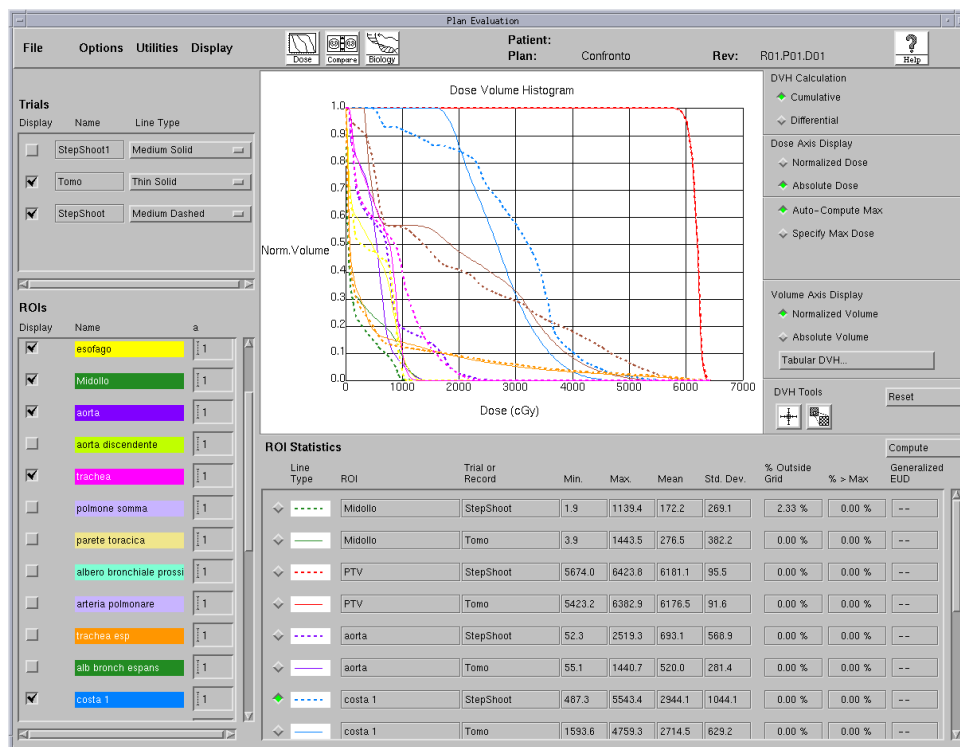 Plan Evaluation
File Options Utilities Display
Dose Compare Biology
Patient:
Plan: Confronto Rev: R01.P01.D01
Help
Trials
Display Name Line Type
StepShoot1 Medium Solid
Tomo Thin Solid
StepShoot Medium Dashed
ROIs
Display Name a
esofago 1
Midollo 1
aorta 1
aorta discendente 1
trachea 1
polmone somma 1
parete toracica 1
albero bronchiale prossi 1
arteria polmonare 1
trachea esp 1
alb bronch espans 1
costa 1 1
Dose Volume Histogram
1.0
0.9
0.8
0.7
0.6
Norm.Volume 0.5
0.4
0.3
0.2
0.1
0.0
0 1000 2000 3000 4000 5000 6000 7000
Dose (cGy)
DVH Calculation
Cumulative
Differential
Dose Axis Display
Normalized Dose
Absolute Dose
Auto-Compute Max
Specify Max Dose
Volume Axis Display
Normalized Volume
Absolute Volume
Tabular DVH...
DVH Tools Reset
ROI Statistics Compute
Line Type ROI Trial or Record Min. Max. Mean Std. Dev. % Outside Grid % > Max Generalized EUD
Midollo StepShoot 1.9 1139.4 172.2 269.1 2.33 % 0.00 % --
Midollo Tomo 3.9 1443.5 276.5 382.2 0.00 % 0.00 % --
PTV StepShoot 5674.0 6423.8 6181.1 95.5 0.00 % 0.00 % --
PTV Tomo 5423.2 6382.9 6176.5 91.6 0.00 % 0.00 % --
aorta StepShoot 52.3 2519.3 693.1 568.9 0.00 % 0.00 % --
aorta Tomo 55.1 1440.7 520.0 281.4 0.00 % 0.00 % --
costa 1 StepShoot 487.3 5543.4 2944.1 1044.1 0.00 % 0.00 % --
costa 1 Tomo 1593.6 4759.3 2714.5 629.2 0.00 % 0.00 % --